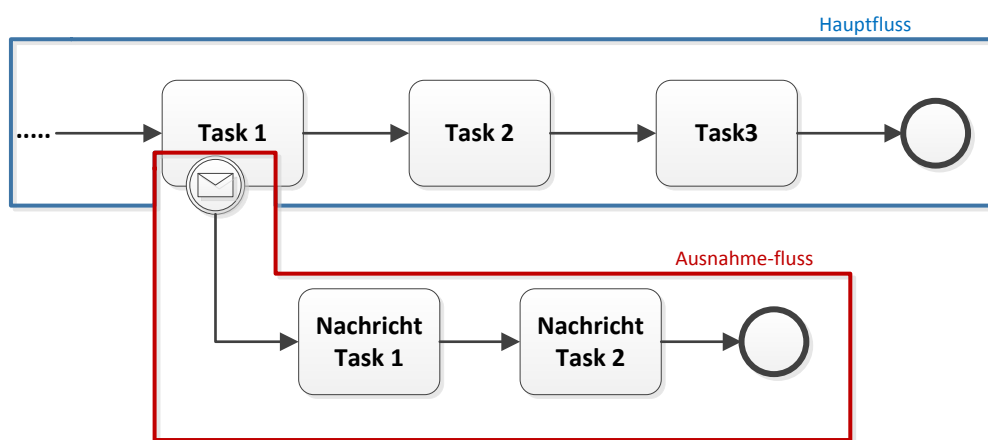 Hauptfluss
.....
Task 1
Task 2
Task3
Ausnahme-fluss
Nachricht
Task 1
Nachricht
Task 2